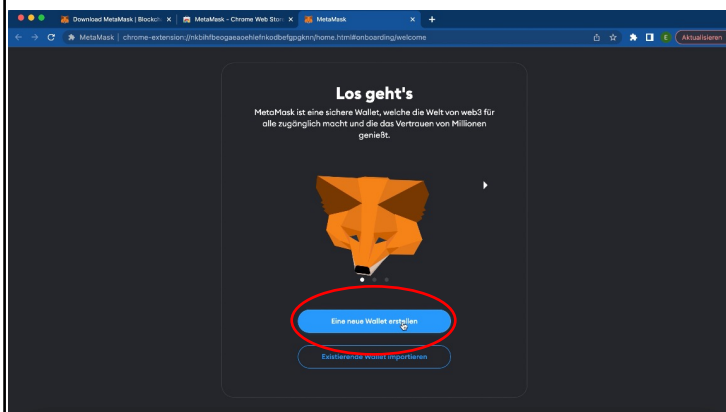 Download MetaMask | Blockch
MetaMask – Chrome Web Store
MetaMask
MetaMask | chrome-extension://nkbihfbeogaeaoehlefnkodbefgpgknn/home.html#onboarding/welcome
E
Aktualisieren
Los geht's
MetaMask ist eine sichere Wallet, welche die Welt von web3 für
alle zugänglich macht und die das Vertrauen von Millionen
genießt.
Eine neue Wallet erstellen
Existierende Wallet importieren